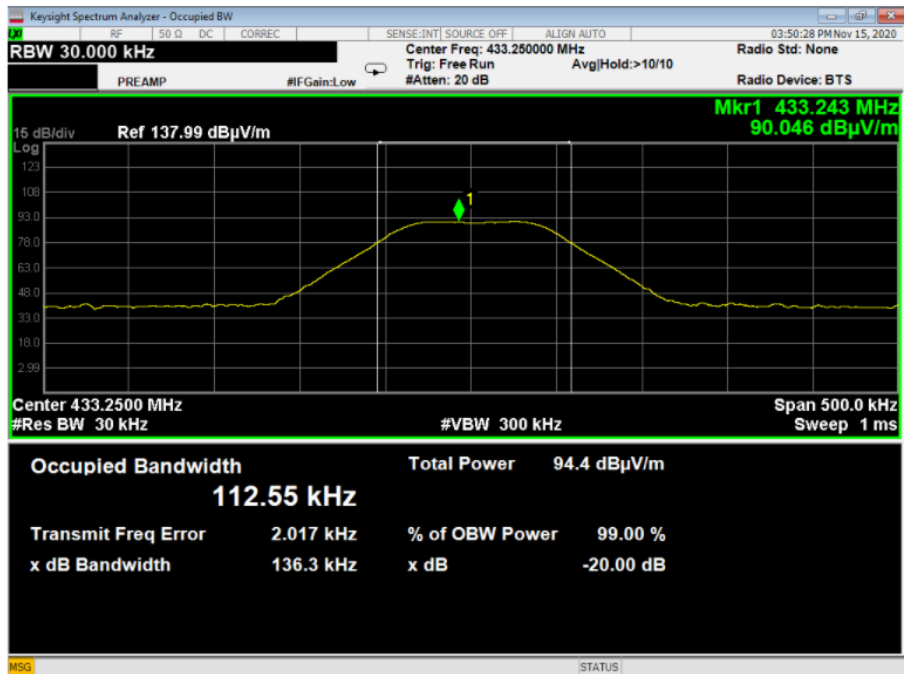 Keysight Spectrum Analyzer - Occupied BW
LXI RF 50 Ω DC CORREC SENSE:INT SOURCE OFF ALIGN AUTO 03:50:28 PM Nov 15, 2020
RBW 30.000 kHz Center Freq: 433.250000 MHz Radio Std: None
Trig: Free Run Avg|Hold:>10/10
PREAMP #IFGain:Low #Atten: 20 dB Radio Device: BTS
Mkr1 433.243 MHz
15 dB/div Ref 137.99 dBµV/m 90.046 dBµV/m
Log
123
108
93.0
1
78.0
63.0
48.0
33.0
18.0
2.99
Center 433.2500 MHz Span 500.0 kHz
#Res BW 30 kHz #VBW 300 kHz Sweep 1 ms
Occupied Bandwidth Total Power 94.4 dBµV/m
112.55 kHz
Transmit Freq Error 2.017 kHz % of OBW Power 99.00 %
x dB Bandwidth 136.3 kHz x dB -20.00 dB
MSG STATUS